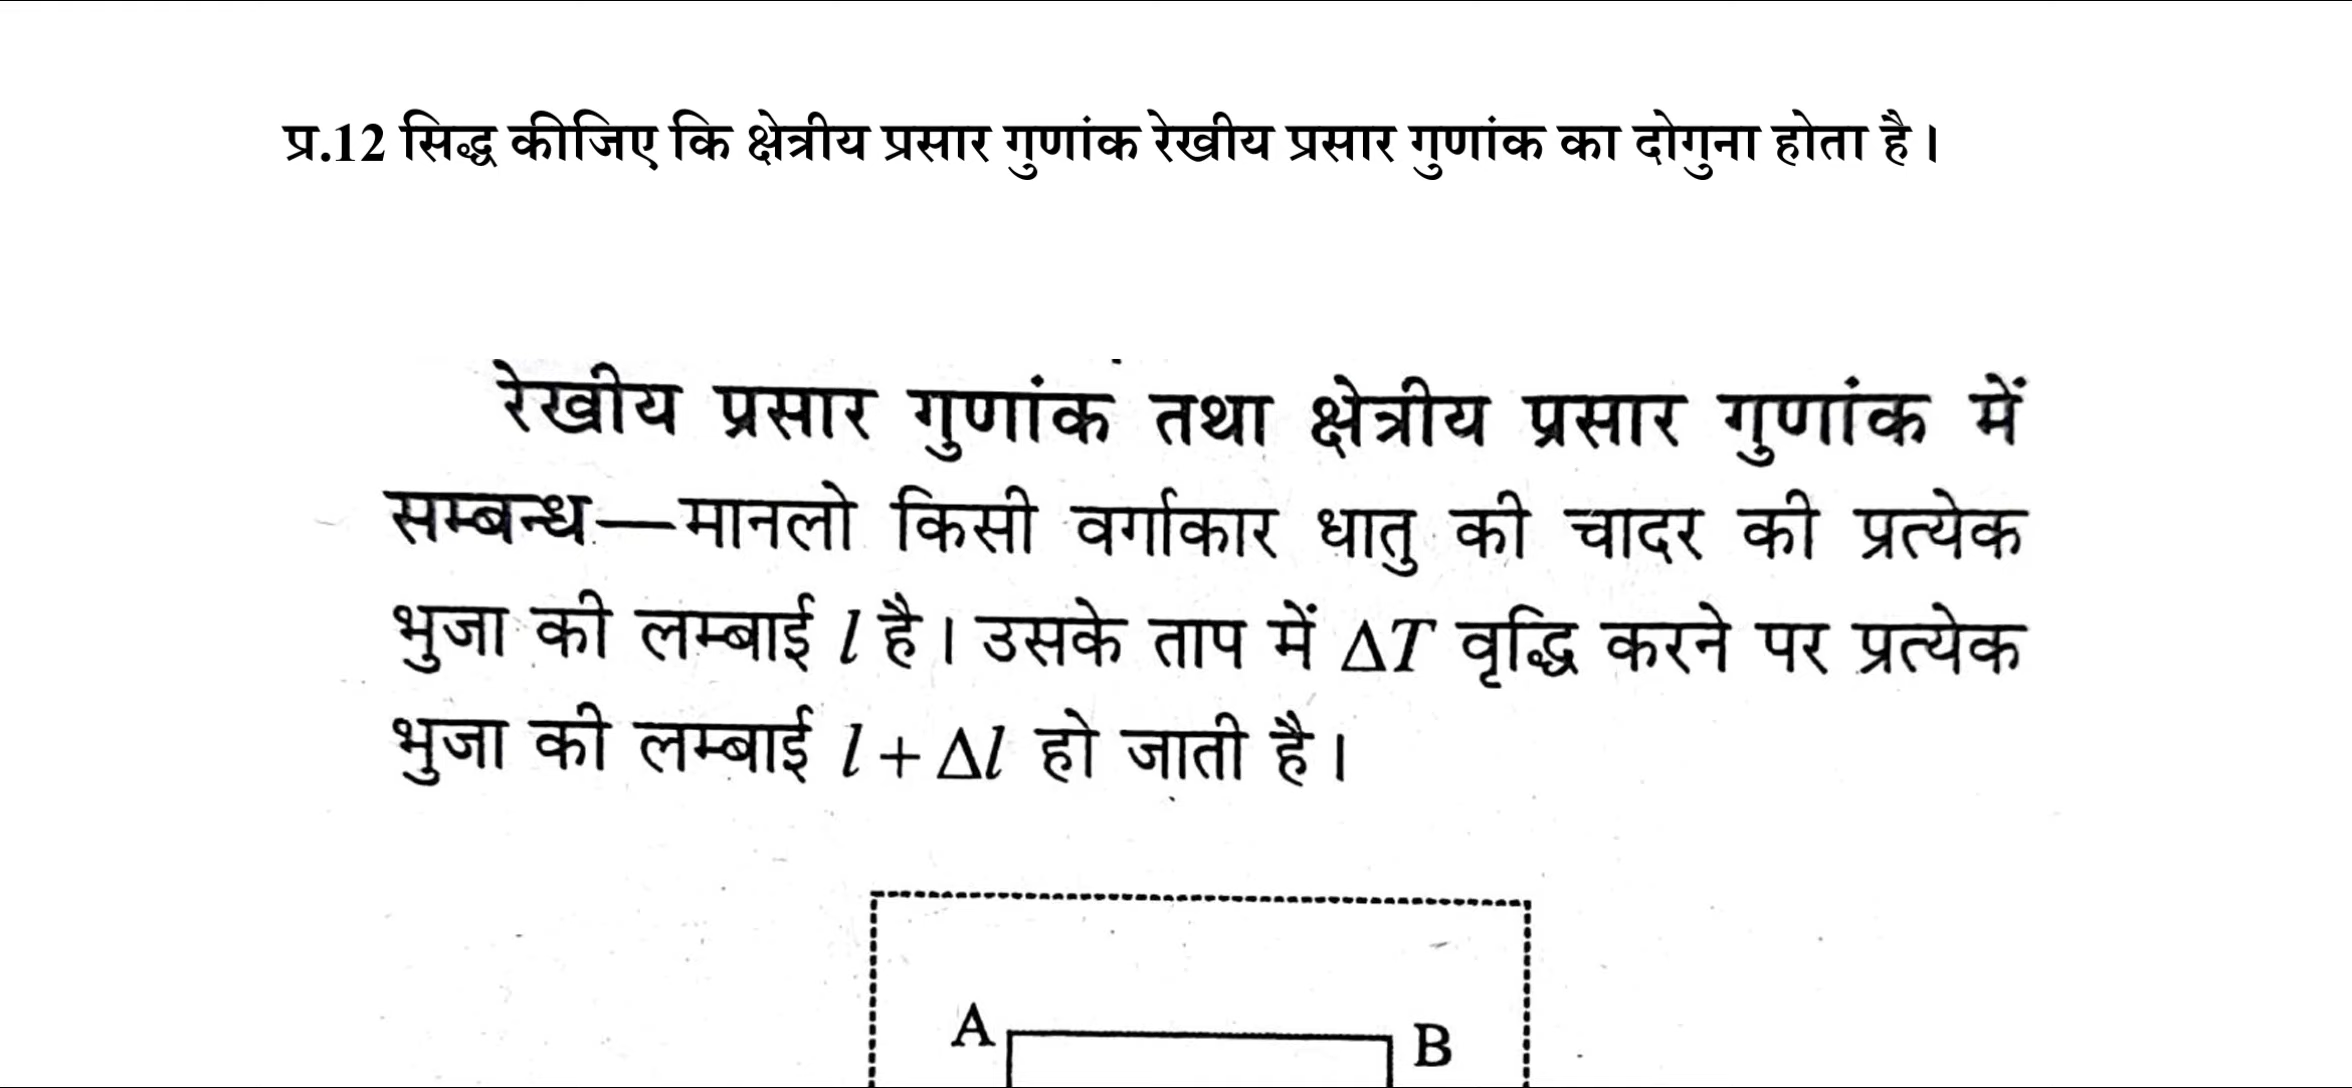 प्र.12 सिद्ध कीजिए कि क्षेत्रीय प्रसार गुणांक रेखीय प्रसार गुणांक का दोगुना होता है।
रेखीय प्रसार गुणांक तथा क्षेत्रीय प्रसार गुणांक में
सम्बन्ध—मानलो किसी वर्गाकार धातु की चादर की प्रत्येक
भुजा की लम्बाई l है। उसके ताप में ΔT वृद्धि करने पर प्रत्येक
भुजा की लम्बाई l + Δl हो जाती है।
A
B